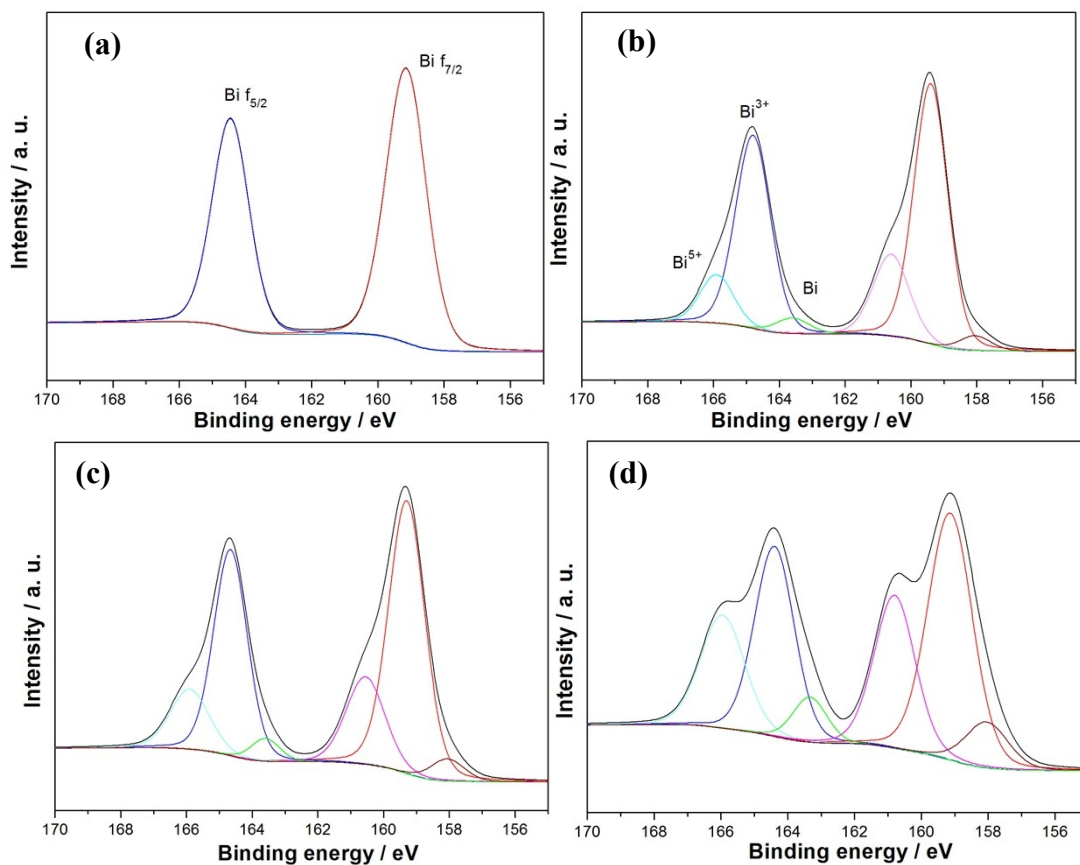 (a)
Bi f5/2
Bi f7/2
Intensity / a. u.
170 168 166 164 162 160 158 156
Binding energy / eV
(b)
Bi3+
Bi5+
Bi
Intensity / a. u.
170 168 166 164 162 160 158 156
Binding energy / eV
(c)
Intensity / a. u.
170 168 166 164 162 160 158 156
Binding energy / eV
(d)
Intensity / a. u.
170 168 166 164 162 160 158 156
Binding energy / eV